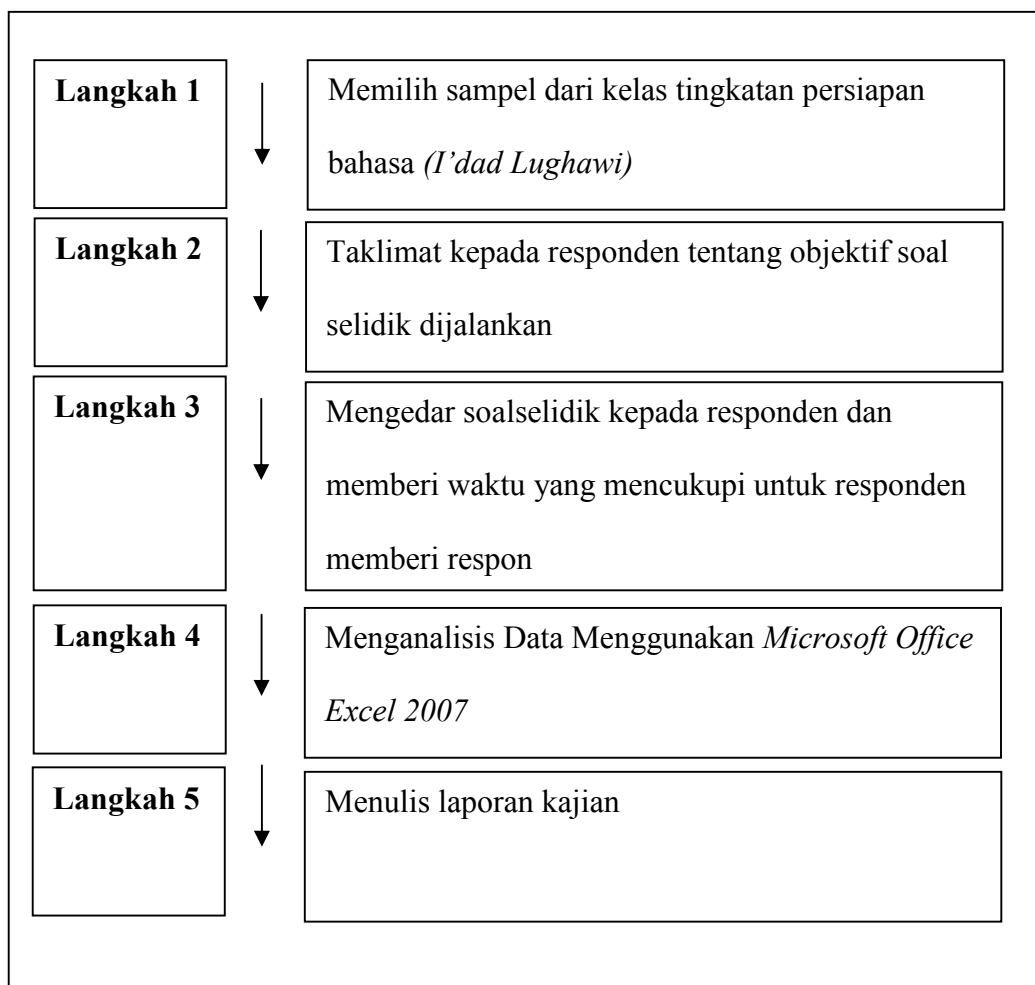 Langkah 1
Memilih sampel dari kelas tingkatan persiapan
bahasa (I’dad Lughawi)
Langkah 2
Taklimat kepada responden tentang objektif soal
selidik dijalankan
Langkah 3
Mengedar soalselidik kepada responden dan
memberi waktu yang mencukupi untuk responden
memberi respon
Langkah 4
Menganalisis Data Menggunakan Microsoft Office
Excel 2007
Langkah 5
Menulis laporan kajian